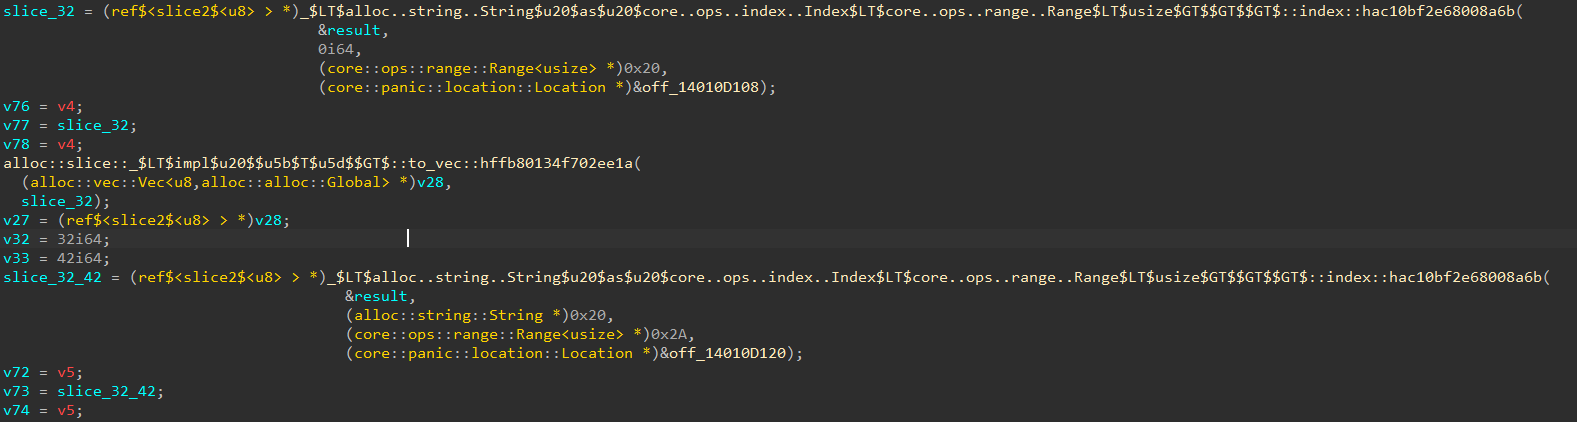 slice_32 = (ref$<slice2$<u8> > *)_$LT$alloc..string..String$u20$as$u20$core..ops..index..Index$LT$core..ops..range..Range$LT$usize$GT$$GT$$GT$::index::hac10bf2e68008a6b(
&result,
0i64,
(core::ops::range::Range<usize> *)0x20,
(core::panic::location::Location *)&off_14010D108);
v76 = v4;
v77 = slice_32;
v78 = v4;
alloc::slice::_$LT$impl$u20$$u5b$T$u5d$$GT$::to_vec::hffb80134f702ee1a(
(alloc::vec::Vec<u8,alloc::alloc::Global> *)v28,
slice_32);
v27 = (ref$<slice2$<u8> > *)v28;
v32 = 32i64;
v33 = 42i64;
slice_32_42 = (ref$<slice2$<u8> > *)_$LT$alloc..string..String$u20$as$u20$core..ops..index..Index$LT$core..ops..range..Range$LT$usize$GT$$GT$$GT$::index::hac10bf2e68008a6b(
&result,
(alloc::string::String *)0x20,
(core::ops::range::Range<usize> *)0x2A,
(core::panic::location::Location *)&off_14010D120);
v72 = v5;
v73 = slice_32_42;
v74 = v5;